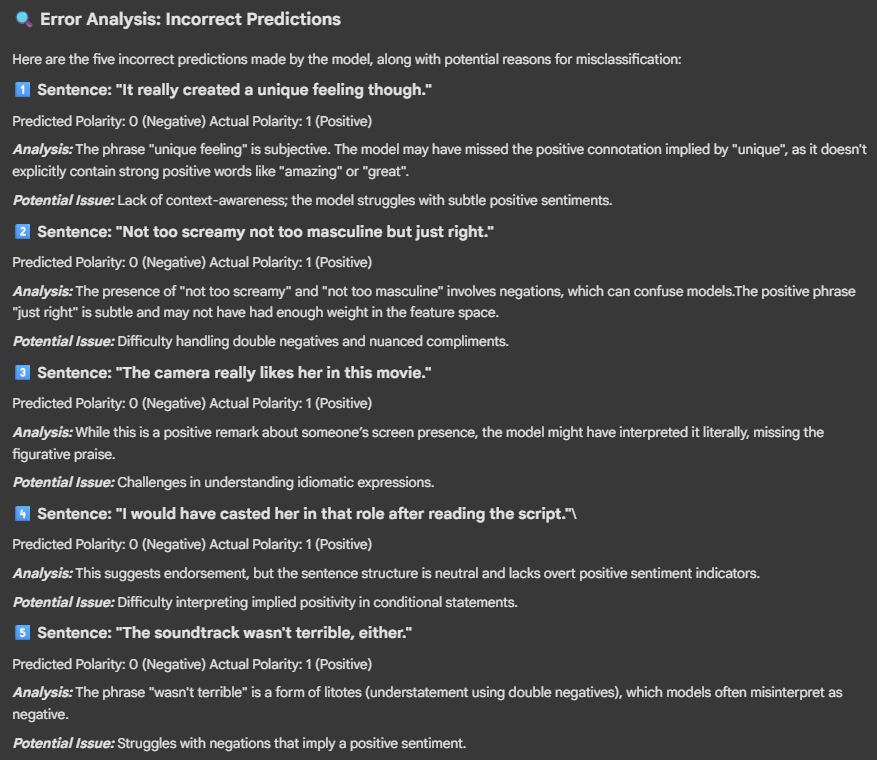 🔍 Error Analysis: Incorrect Predictions
Here are the five incorrect predictions made by the model, along with potential reasons for misclassification:
1 Sentence: "It really created a unique feeling though."
Predicted Polarity: 0 (Negative) Actual Polarity: 1 (Positive)
Analysis: The phrase "unique feeling" is subjective. The model may have missed the positive connotation implied by "unique", as it doesn't
explicitly contain strong positive words like "amazing" or "great".
Potential Issue: Lack of context-awareness; the model struggles with subtle positive sentiments.
2 Sentence: "Not too screamy not too masculine but just right."
Predicted Polarity: 0 (Negative) Actual Polarity: 1 (Positive)
Analysis: The presence of "not too screamy" and "not too masculine" involves negations, which can confuse models.The positive phrase
"just right" is subtle and may not have had enough weight in the feature space.
Potential Issue: Difficulty handling double negatives and nuanced compliments.
3 Sentence: "The camera really likes her in this movie."
Predicted Polarity: 0 (Negative) Actual Polarity: 1 (Positive)
Analysis: While this is a positive remark about someone's screen presence, the model might have interpreted it literally, missing the
figurative praise.
Potential Issue: Challenges in understanding idiomatic expressions.
4 Sentence: "I would have casted her in that role after reading the script."\
Predicted Polarity: 0 (Negative) Actual Polarity: 1 (Positive)
Analysis: This suggests endorsement, but the sentence structure is neutral and lacks overt positive sentiment indicators.
Potential Issue: Difficulty interpreting implied positivity in conditional statements.
5 Sentence: "The soundtrack wasn't terrible, either."
Predicted Polarity: 0 (Negative) Actual Polarity: 1 (Positive)
Analysis: The phrase "wasn't terrible" is a form of litotes (understatement using double negatives), which models often misinterpret as
negative.
Potential Issue: Struggles with negations that imply a positive sentiment.